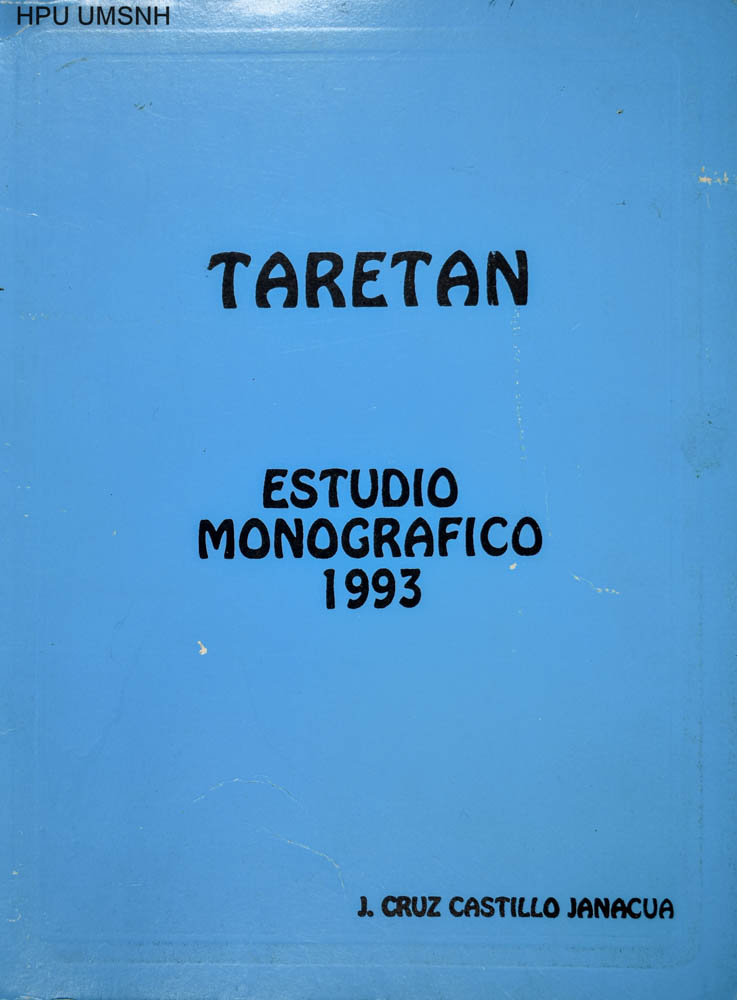 HPU UMSNH
TARETAN
ESTUDIO
MONOGRAFICO
1993
J. CRUZ CASTILLO JANACUA